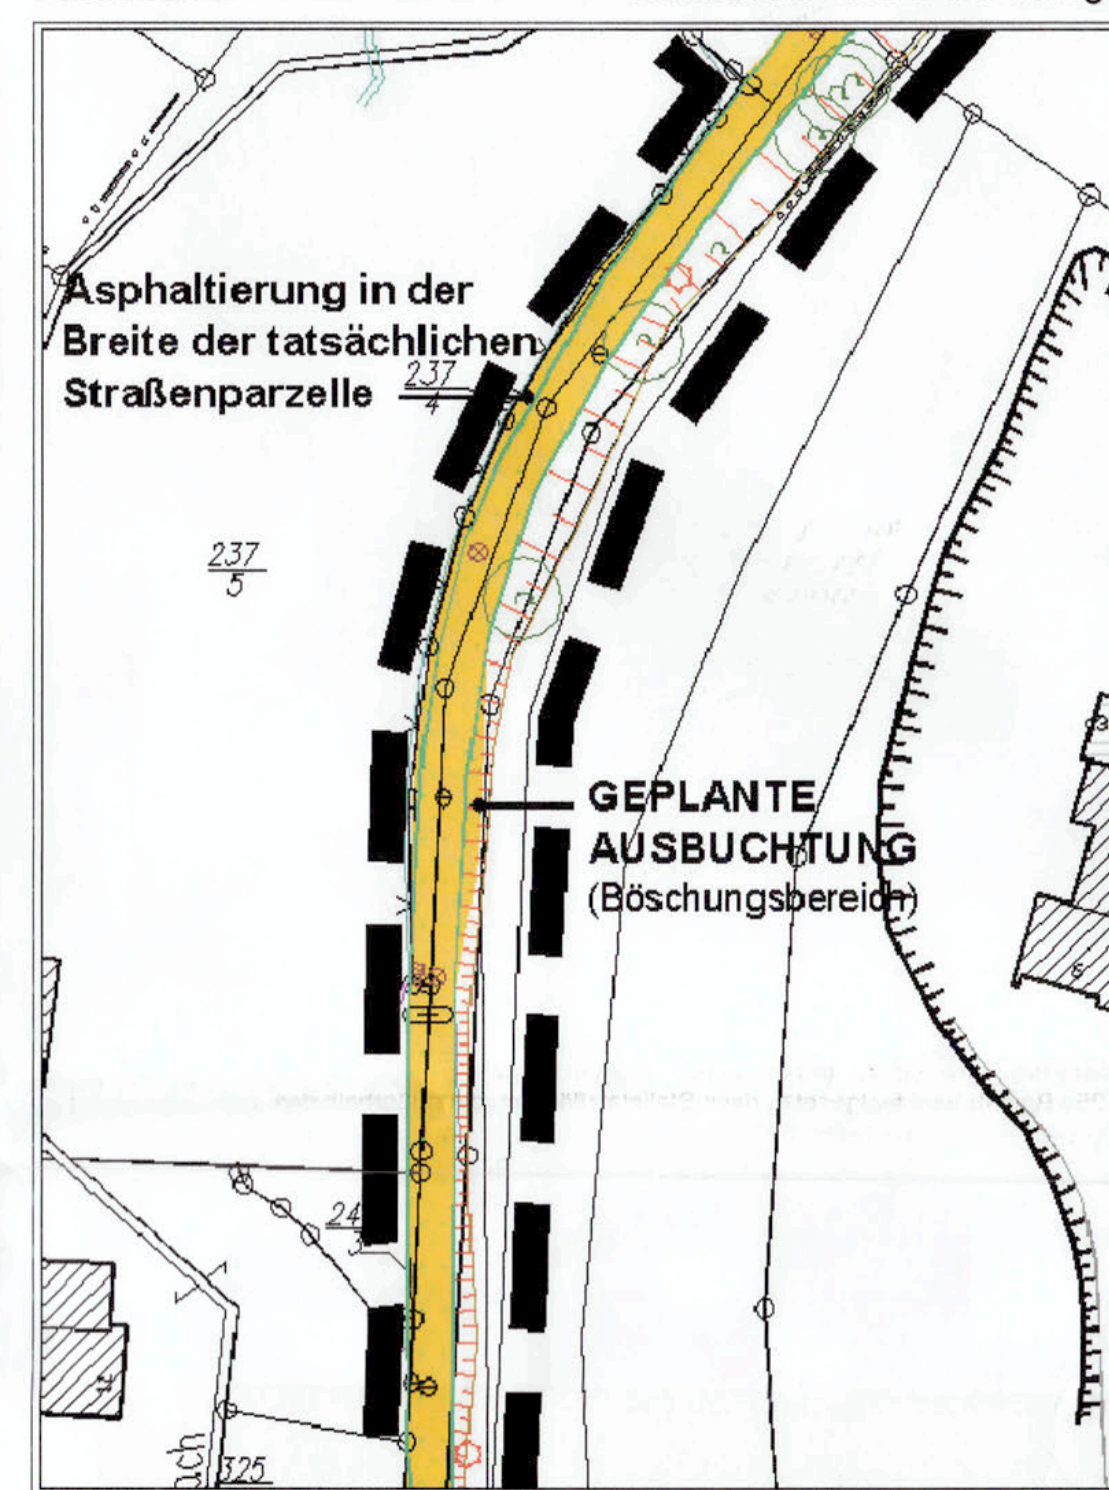 Asphaltierung in der
Breite der tatsächlichen
Straßenparzelle
237
4
237
5
GEPLANTE
AUSBUCHTUNG
(Böschungsbereich)
24
3
325